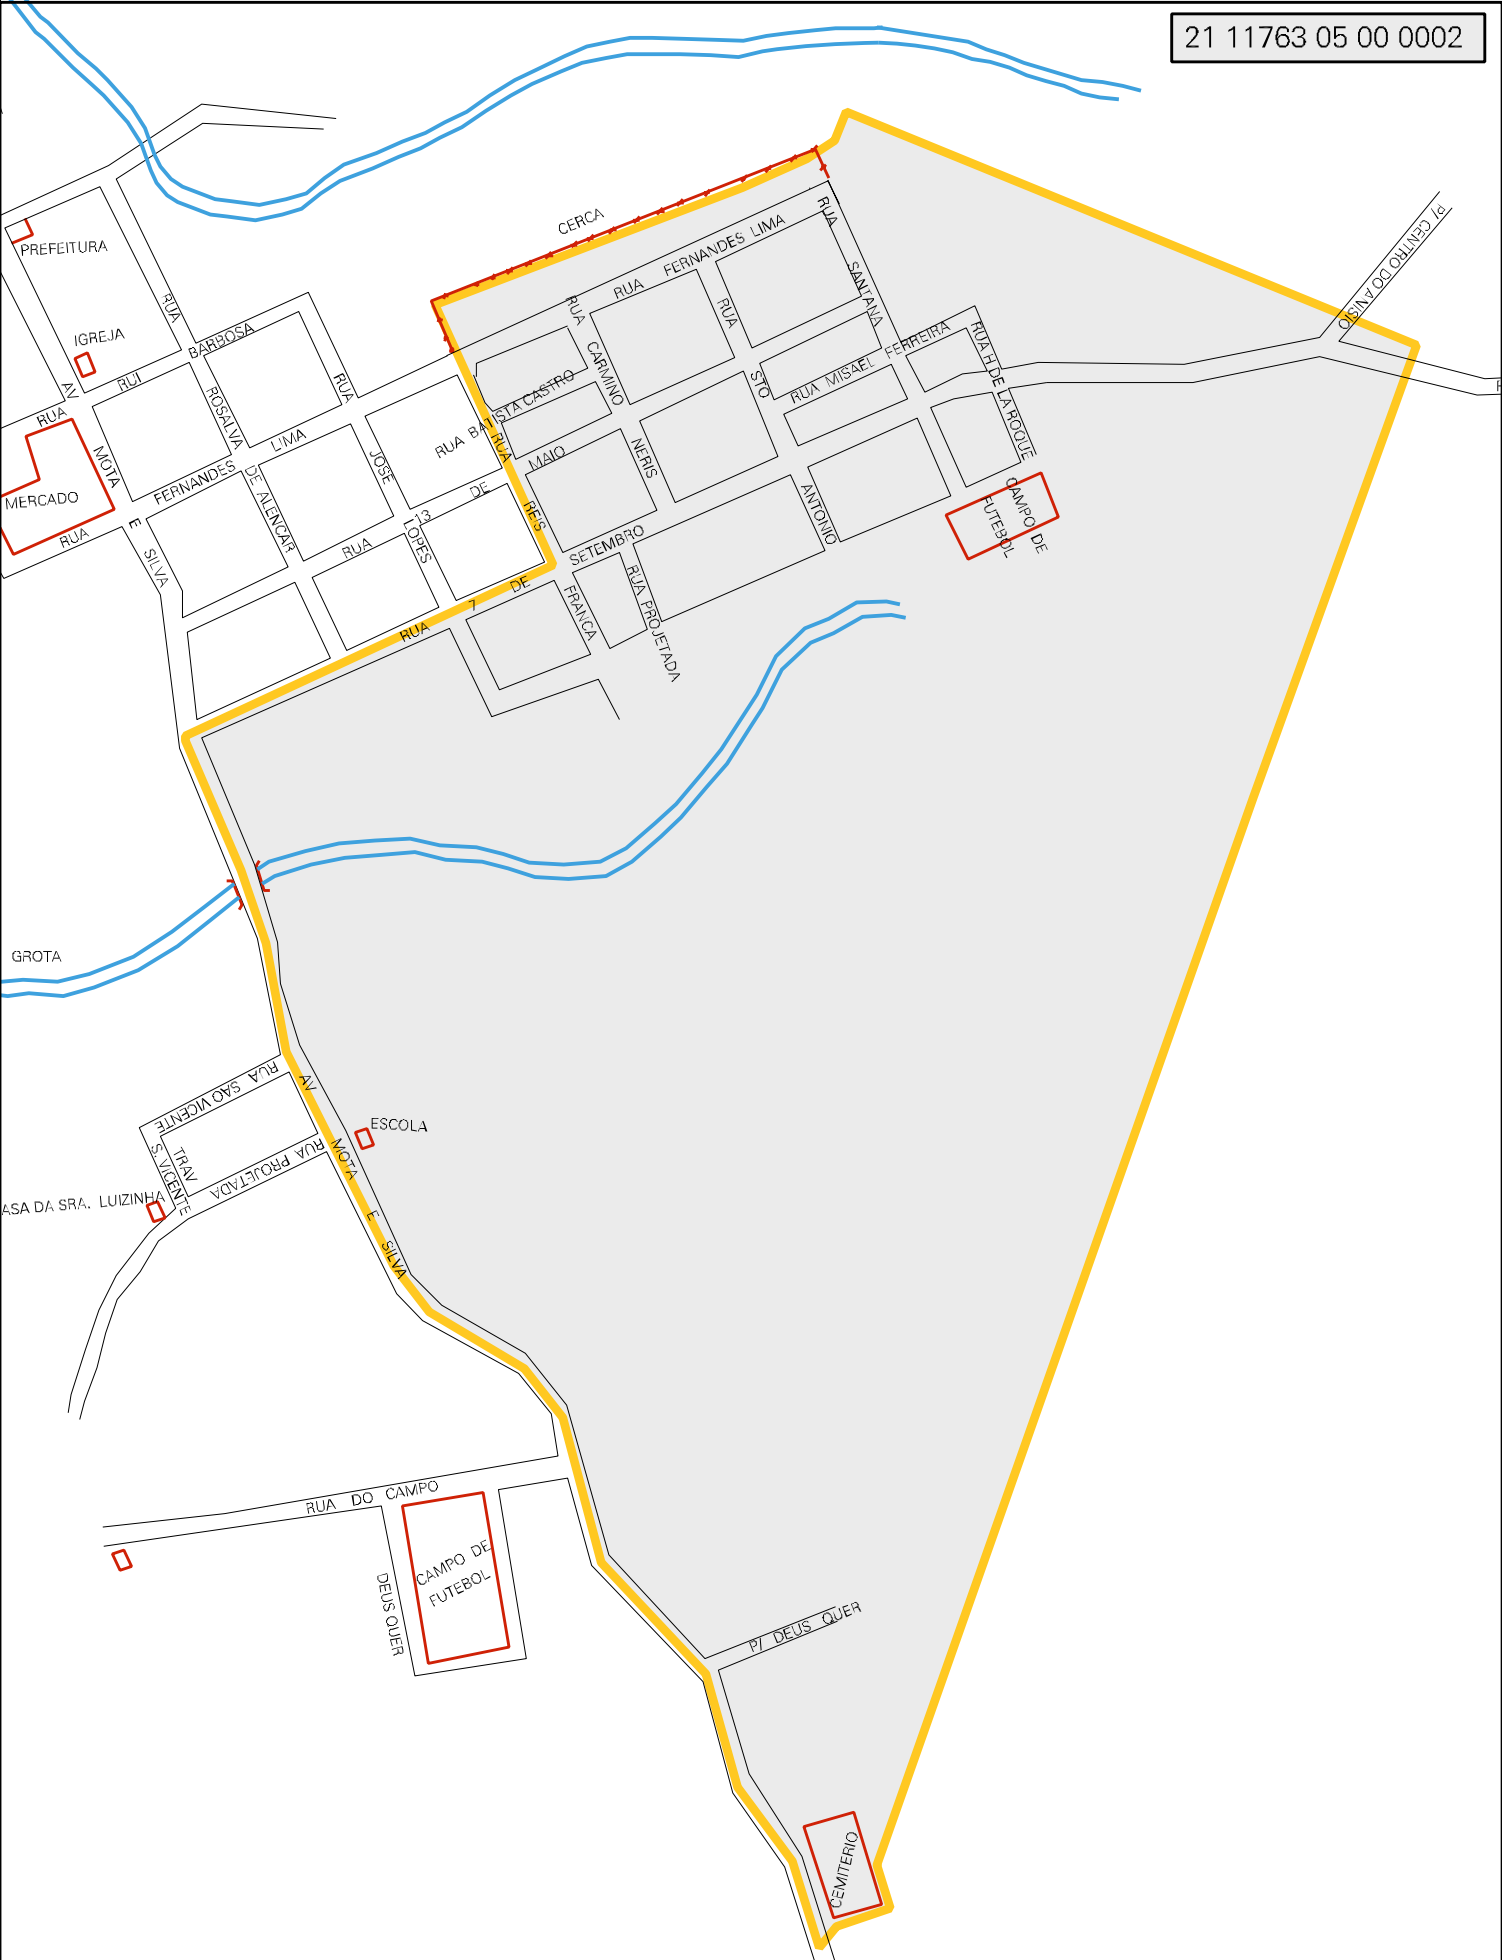 21 11763 05 00 0002
CERCA
P/ CENTRO DO ANISIO
PREFEITURA
IGREJA
RUA
RUI BARBOSA
RUA FERNANDES LIMA
RUA SANTANA
RUA CARMINO NERIS FRANCA
RUA STO ANTONIO
RUA MISAEL FERREIRA
RUA H DE LA ROQUE
RUA BATISTA CASTRO
RUA REIS
RUA 13 DE MAIO
RUA ROSALVA DE ALENCAR
RUA JOSE LOPES
RUA FERNANDES LIMA
AV MOTA E SILVA
MERCADO
RUA
RUA 7 DE SETEMBRO
RUA PROJETADA
CAMPO DE
FUTEBOL
GROTA
RUA SAO VICENTE
TRAV
S. VICENTE
RUA PROJETADA
ASA DA SRA. LUIZINHA
ESCOLA
AV MOTA E SILVA
RUA DO CAMPO
CAMPO DE
FUTEBOL
DEUS QUER
P/ DEUS QUER
CEMITERIO